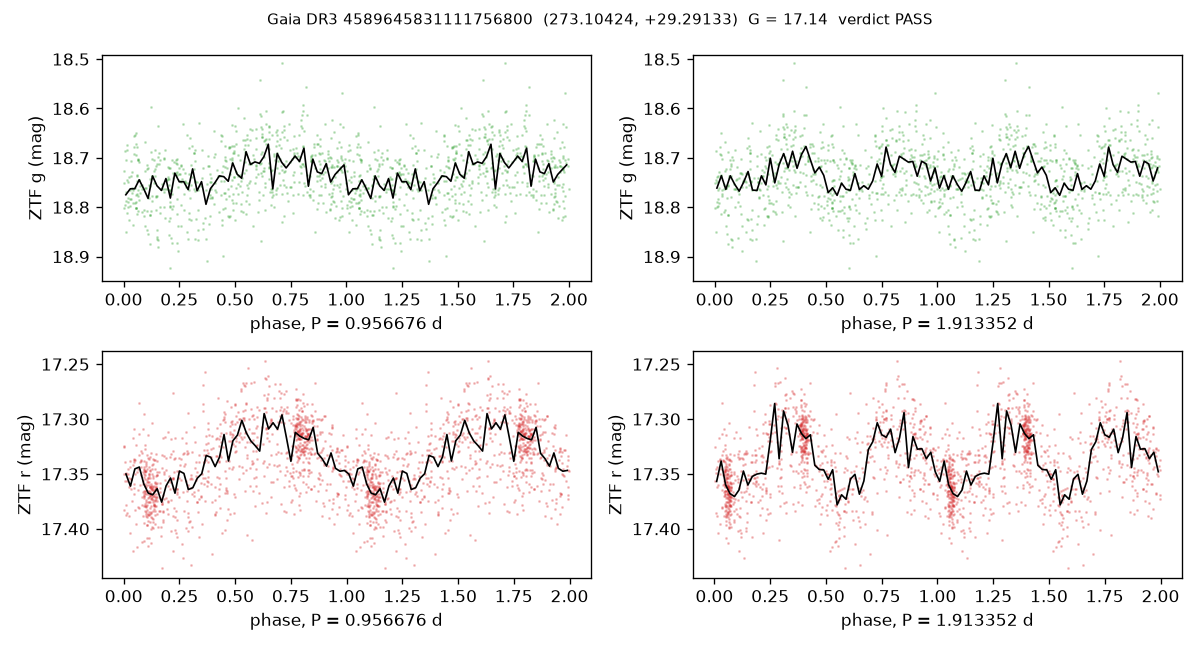 Gaia DR3 4589645831111756800  (273.10424, +29.29133)  G = 17.14  verdict PASS
18.5
18.6
18.7
18.8
18.9
ZTF g (mag)
0.00 0.25 0.50 0.75 1.00 1.25 1.50 1.75 2.00
phase, P = 0.956676 d
18.5
18.6
18.7
18.8
18.9
ZTF g (mag)
0.00 0.25 0.50 0.75 1.00 1.25 1.50 1.75 2.00
phase, P = 1.913352 d
17.25
17.30
17.35
17.40
ZTF r (mag)
0.00 0.25 0.50 0.75 1.00 1.25 1.50 1.75 2.00
phase, P = 0.956676 d
17.25
17.30
17.35
17.40
ZTF r (mag)
0.00 0.25 0.50 0.75 1.00 1.25 1.50 1.75 2.00
phase, P = 1.913352 d